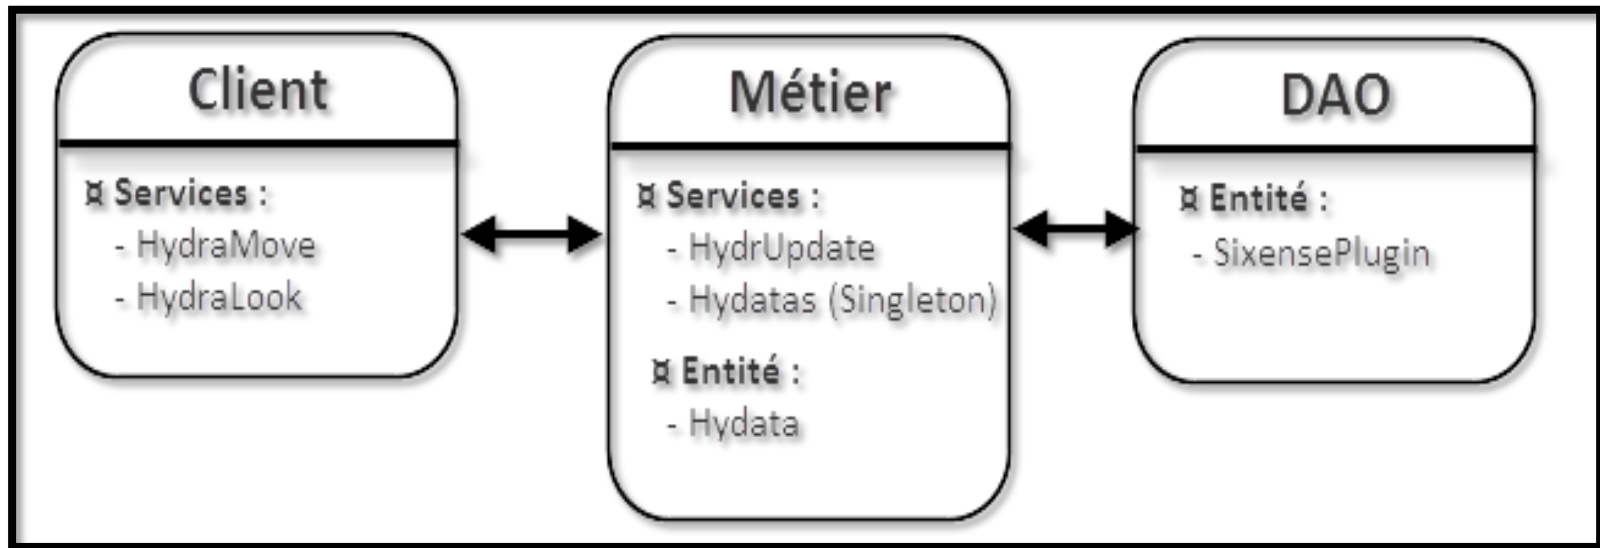 Client
¤ Services :
- HydraMove
- HydraLook
Métier
¤ Services :
- HydrUpdate
- Hydatas (Singleton)
¤ Entité :
- Hydata
DAO
¤ Entité :
- SixensePlugin